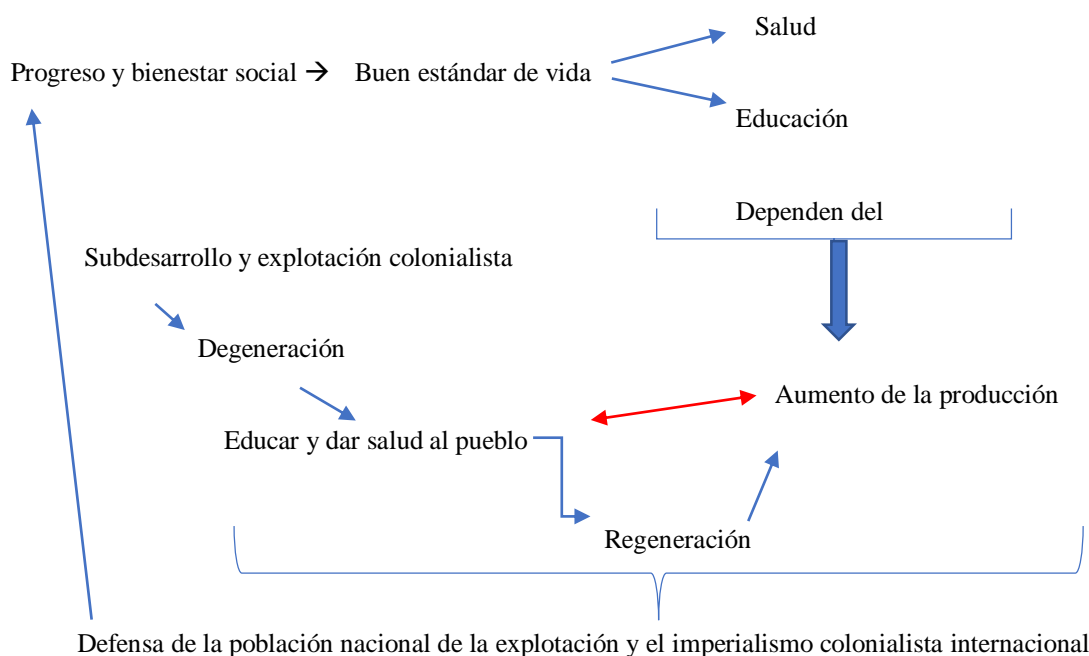 Salud
Progreso y bienestar social → Buen estándar de vida
Educación
Dependen del
Subdesarrollo y explotación colonialista
Degeneración
Aumento de la producción
Educar y dar salud al pueblo
Regeneración
Defensa de la población nacional de la explotación y el imperialismo colonialista internacional